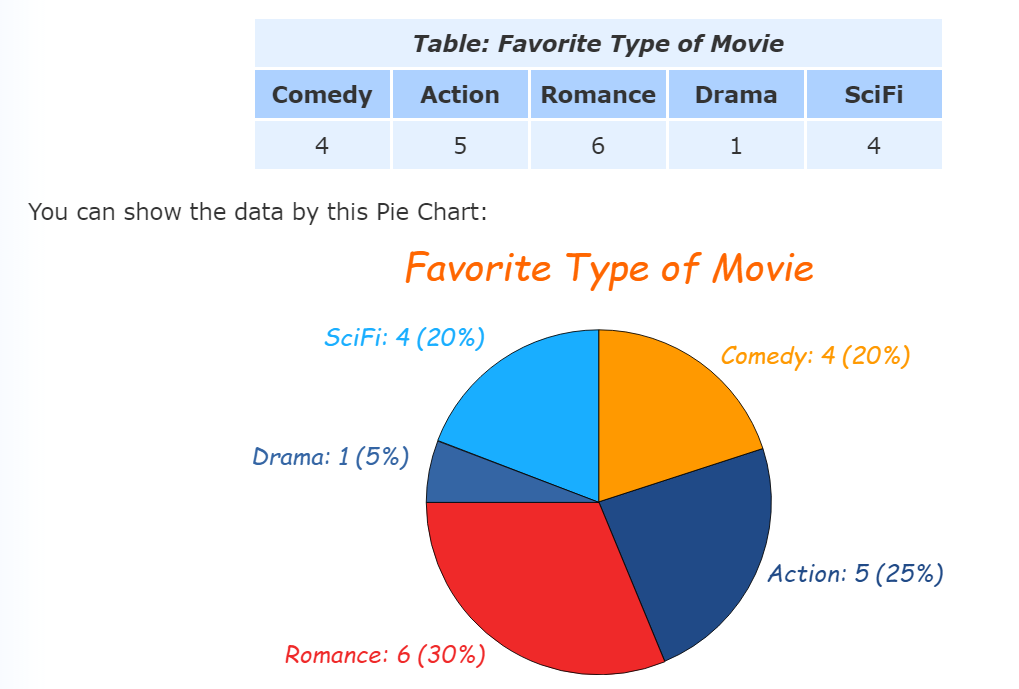 Table: Favorite Type of Movie
Comedy Action Romance Drama SciFi
4 5 6 1 4
You can show the data by this Pie Chart:
Favorite Type of Movie
SciFi: 4 (20%)
Comedy: 4 (20%)
Drama: 1 (5%)
Action: 5 (25%)
Romance: 6 (30%)